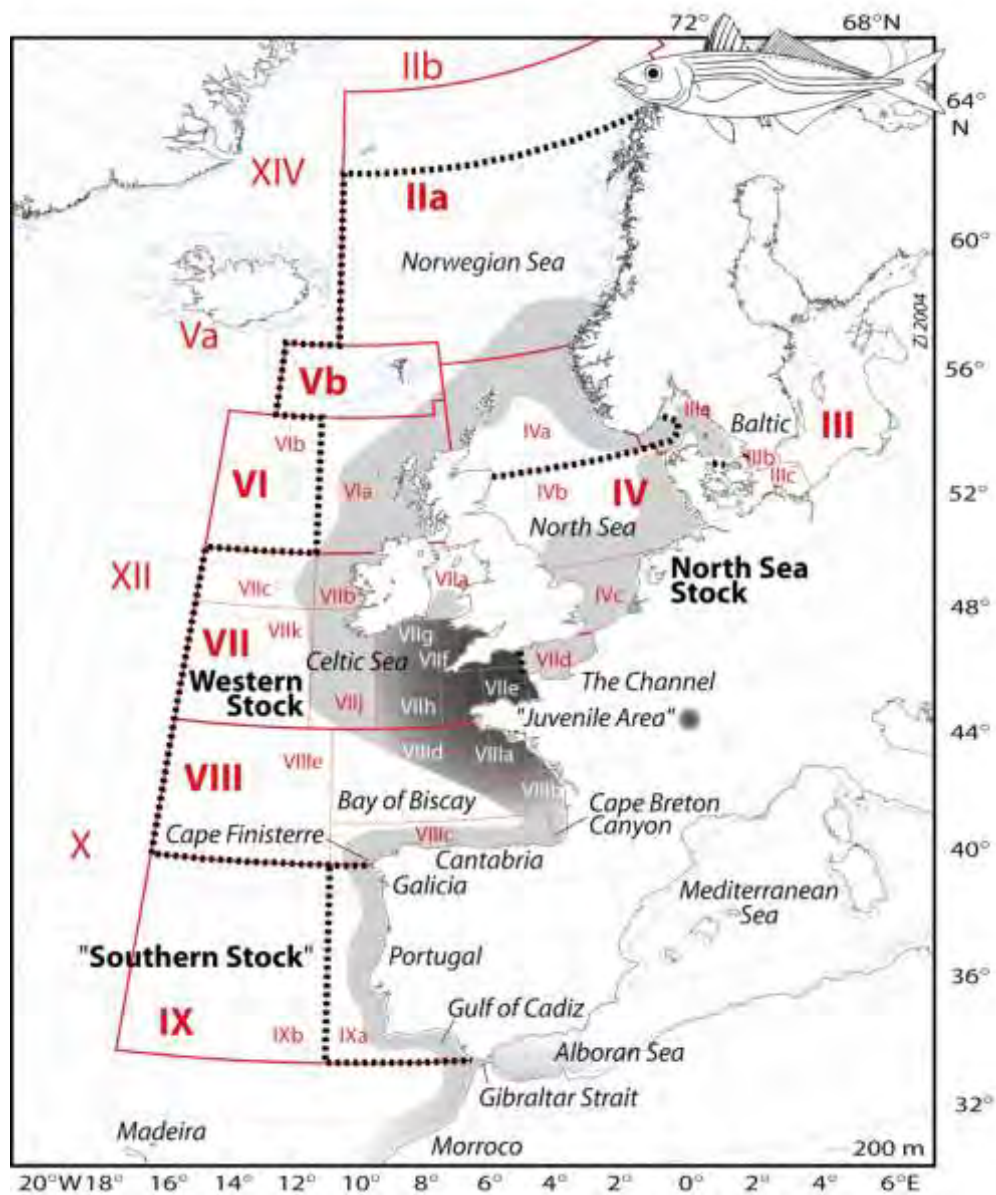 72° 68°N
IIb
64°
N
XIV
IIa
60°
Norwegian Sea
Zi 2004
Va
56°
Vb
IIIa
Baltic
III
IVa
VIb
IIIb
IIIc
VI
VIa
IVb
IV
52°
North Sea
XII
North Sea
Stock
VIIc
VIIb
VIIa
IVc
48°
VIIk
VIIg
VII
Celtic Sea
VIIf
VIId
Western
Stock
VIIj
VIIh
VIIe
The Channel
"Juvenile Area"
44°
VIIIe
VIIId
VIIIa
VIII
VIIIb
Bay of Biscay
Cape Breton
Canyon
X
Cape Finisterre
VIIIc
Cantabria
40°
Galicia
Mediterranean
Sea
"Southern Stock"
Portugal
36°
IX
IXb
IXa
Gulf of Cadiz
Alboran Sea
Gibraltar Strait
32°
Madeira
Morroco
200 m
20°W 18° 16° 14° 12° 10° 8° 6° 4° 2° 0° 2° 4° 6°E